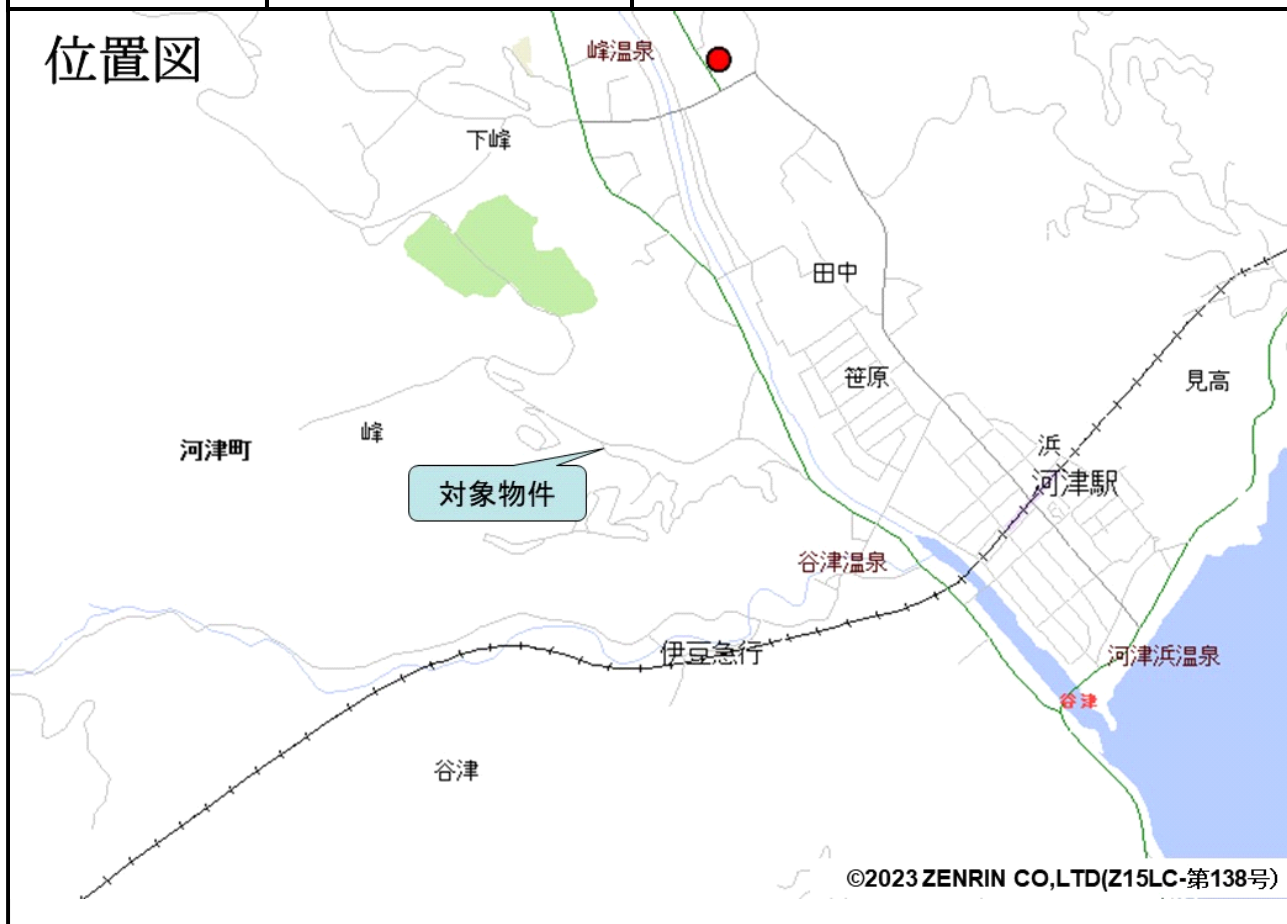 位置図
峰温泉
下峰
田中
笹原
見高
峰
河津町
浜
河津駅
対象物件
谷津温泉
伊豆急行
河津浜温泉
谷津
谷津
©2023 ZENRIN CO,LTD(Z15LC-第138号)